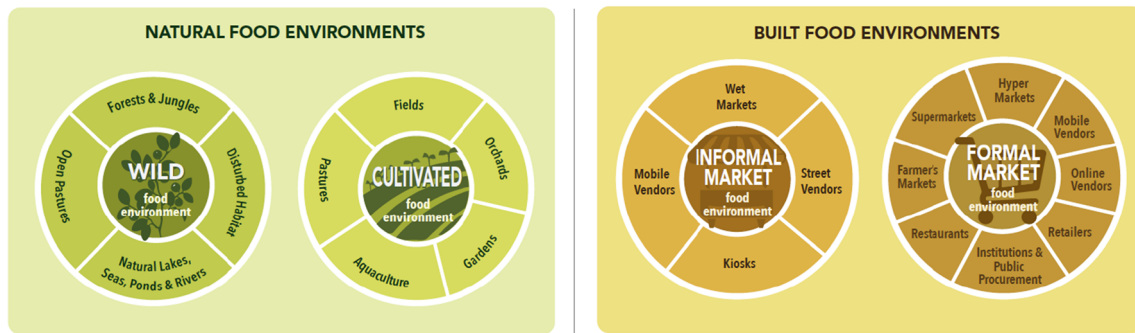 NATURAL FOOD ENVIRONMENTS
Forests & Jungles
Open Pastures
Disturbed Habitat
Natural Lakes,
Seas, Ponds & Rivers
WILD
food
environment
Fields
Orchards
Pastures
Gardens
Aquaculture
CULTIVATED
food
environment
BUILT FOOD ENVIRONMENTS
Wet
Markets
Mobile
Vendors
Street
Vendors
Kiosks
INFORMAL
MARKET
food
environment
Hyper
Markets
Supermarkets
Mobile
Vendors
Farmer's
Markets
Online
Vendors
Restaurants
Retailers
Institutions &
Public
Procurement
FORMAL
MARKET
food
environment